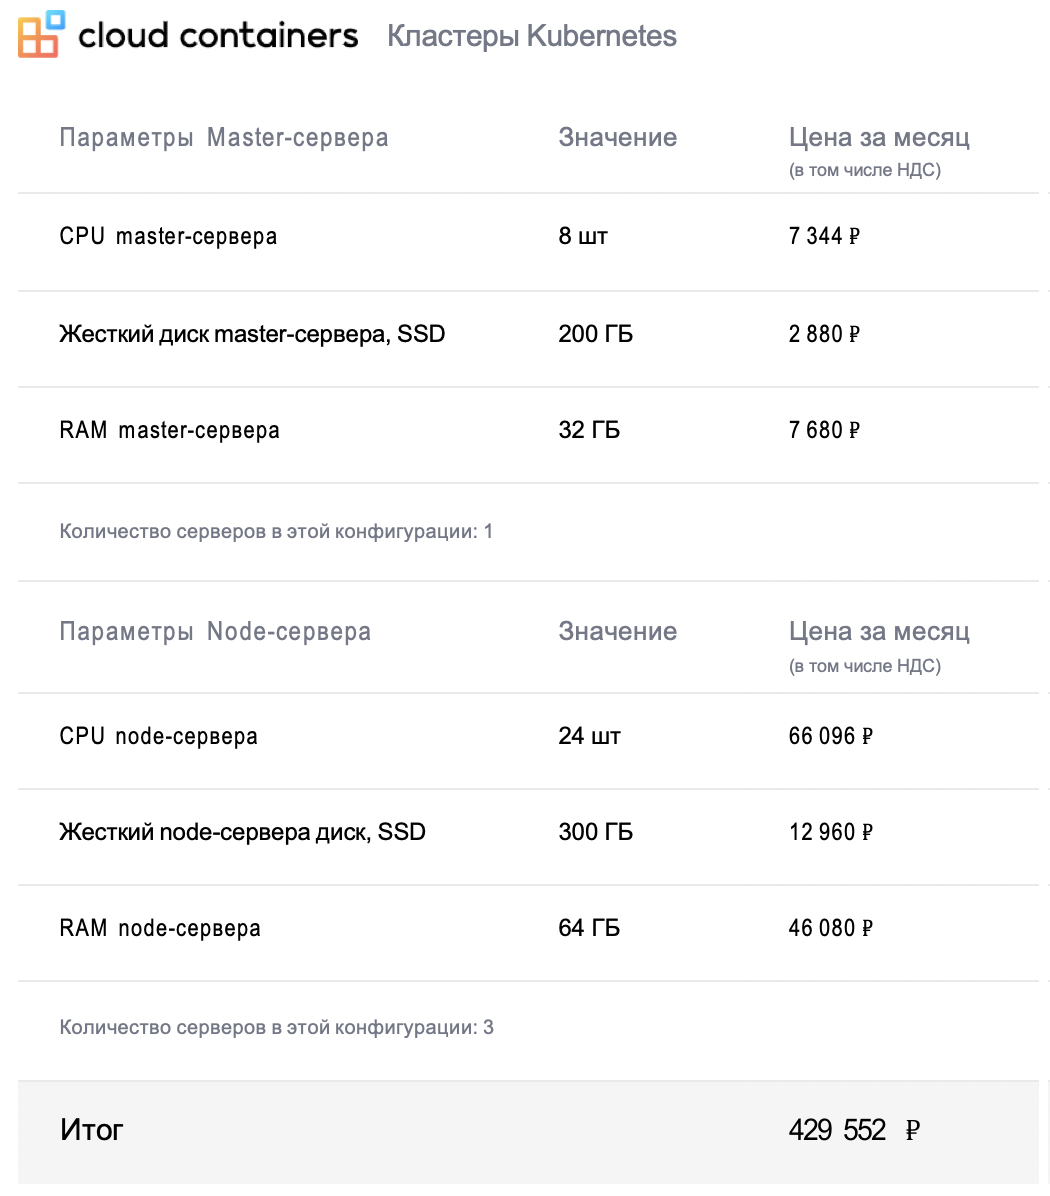 cloud containers Кластеры Kubernetes
Параметры Master-сервера Значение Цена за месяц
(в том числе НДС)
CPU master-сервера 8 шт 7 344 ₽
Жесткий диск master-сервера, SSD 200 ГБ 2 880 ₽
RAM master-сервера 32 ГБ 7 680 ₽
Количество серверов в этой конфигурации: 1
Параметры Node-сервера Значение Цена за месяц
(в том числе НДС)
CPU node-сервера 24 шт 66 096 ₽
Жесткий node-сервера диск, SSD 300 ГБ 12 960 ₽
RAM node-сервера 64 ГБ 46 080 ₽
Количество серверов в этой конфигурации: 3
Итог 429 552 ₽